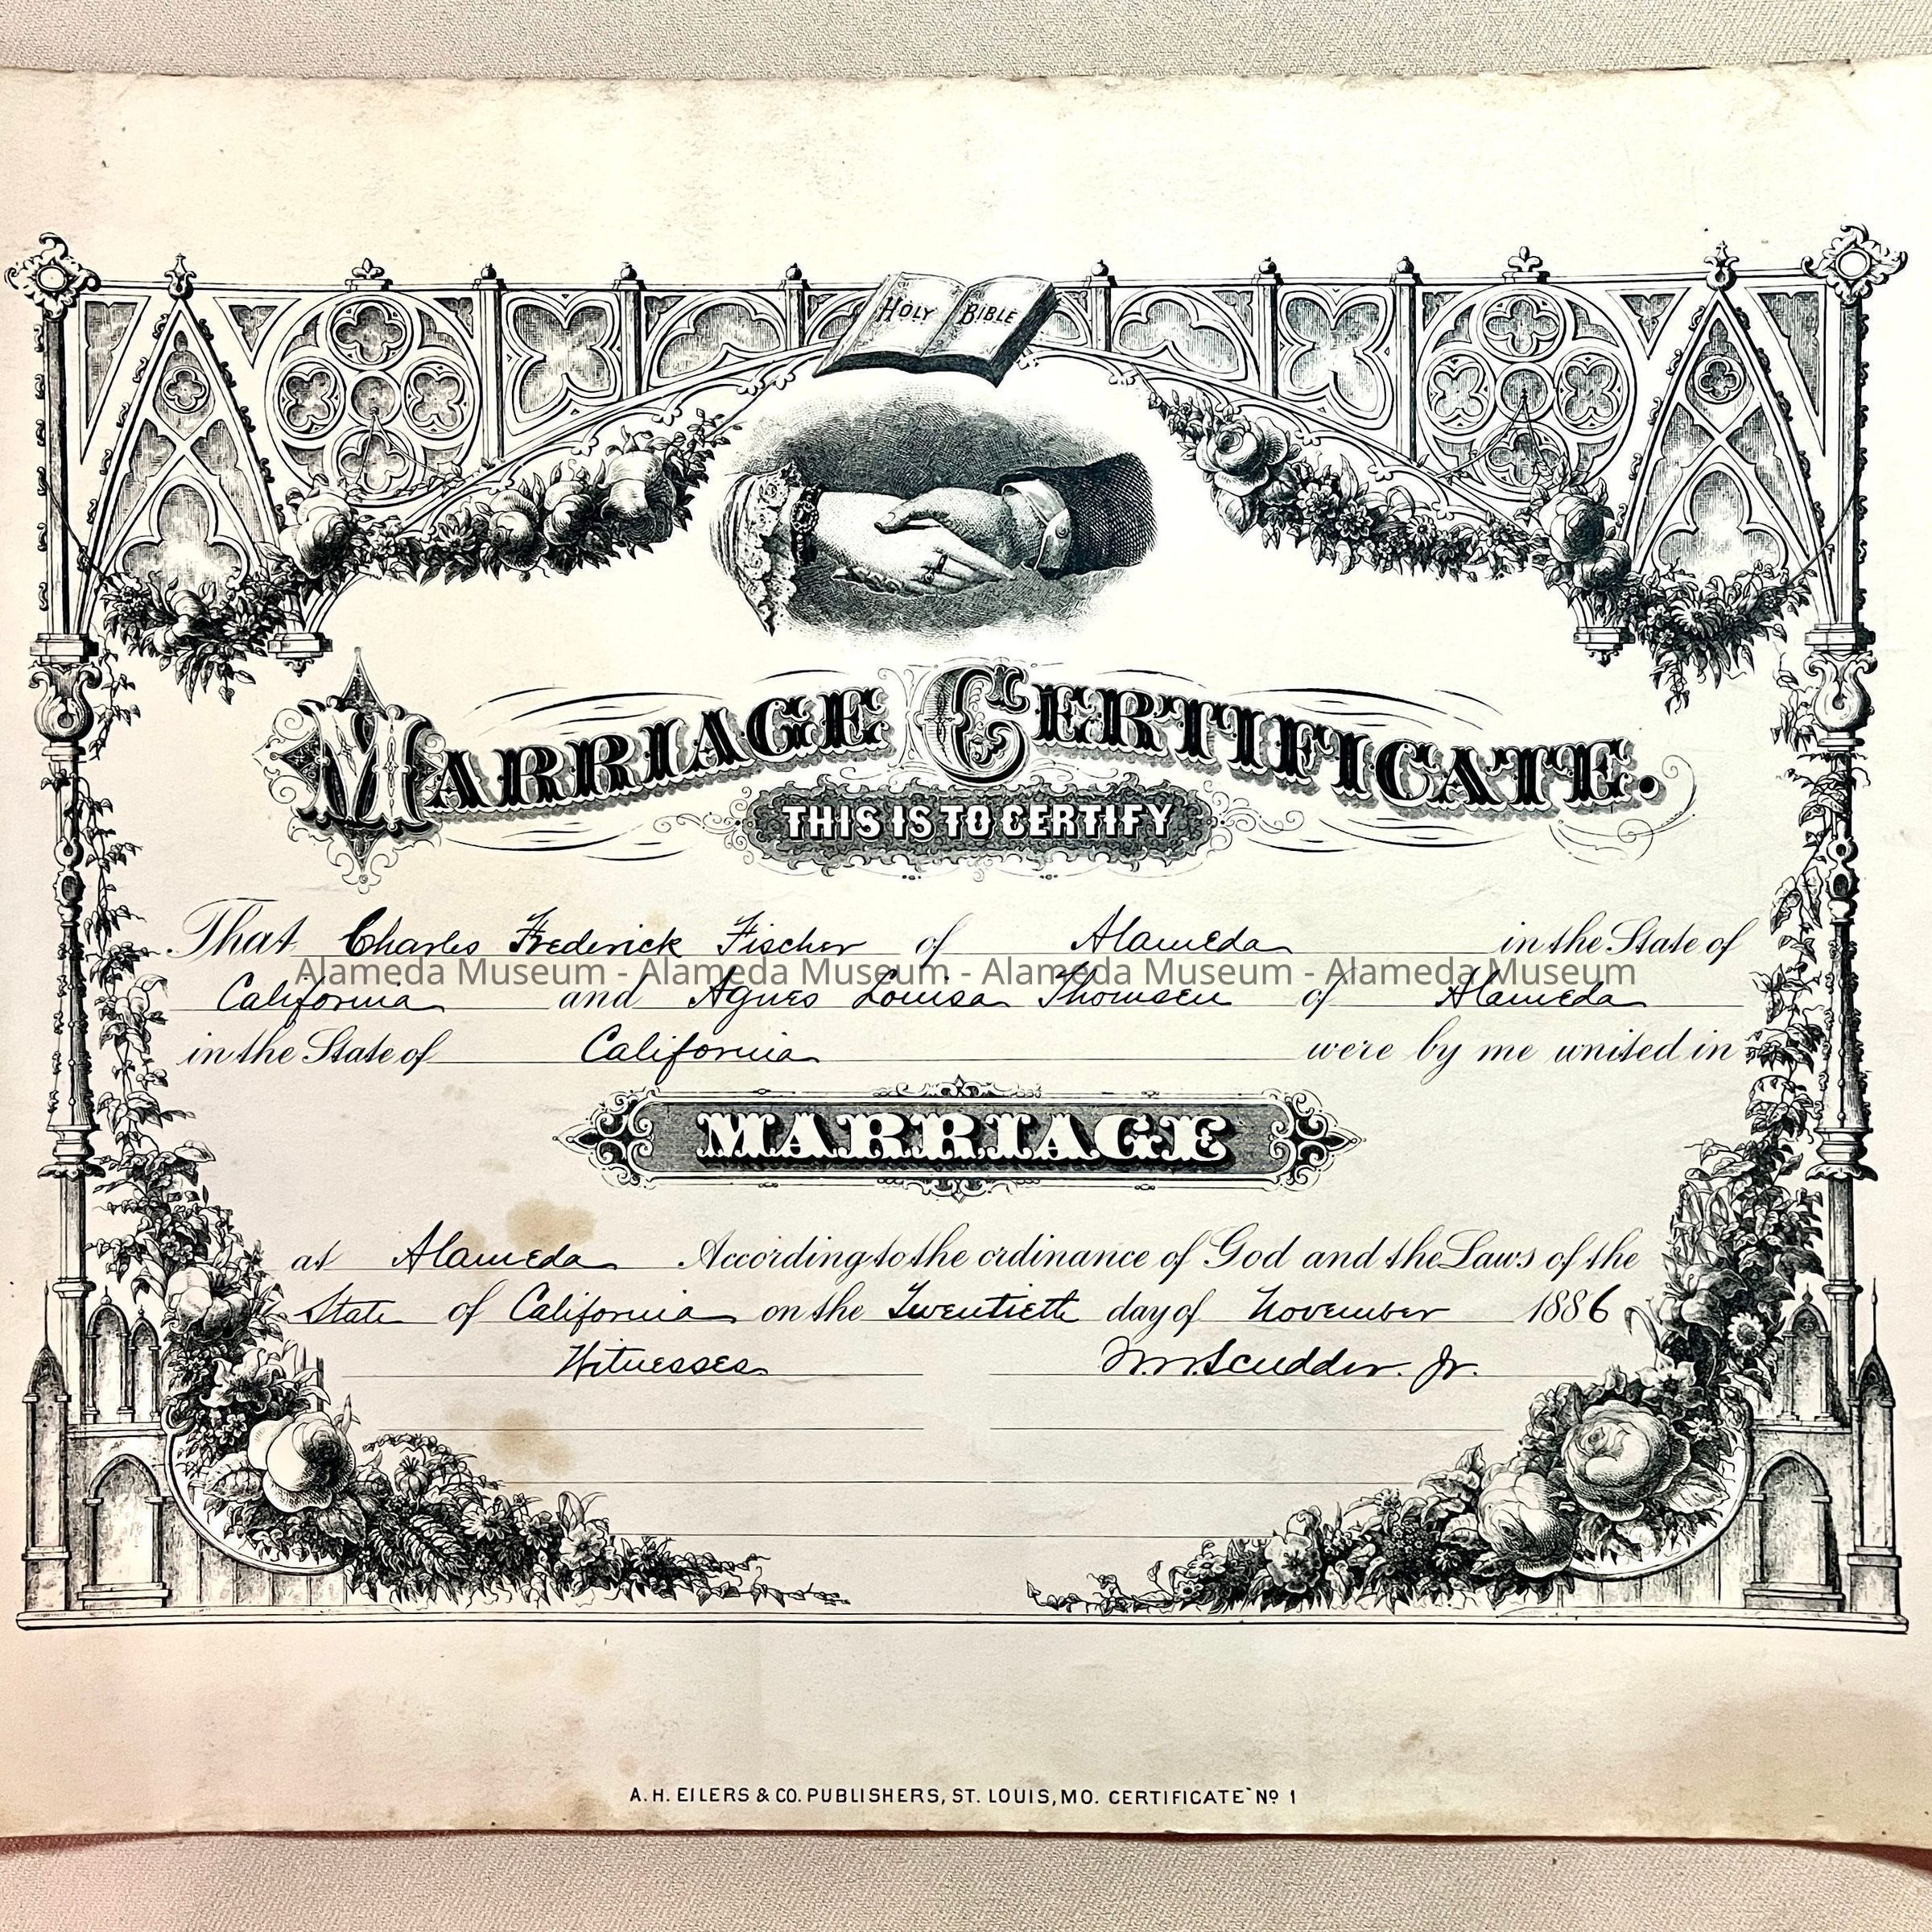 HOLY BIBLE
MARRIAGE CERTIFICATE.
THIS IS TO CERTIFY
That Charles Frederick Fischer of Alameda in the State of
Alameda Museum - Alameda Museum - Alameda Museum - Alameda Museum
California and Agnes Louisa Thomsen of Alameda
in the State of California were by me united in
MARRIAGE
at Alameda According to the ordinance of God and the Laws of the
State of California on the Twentieth day of November 1886
Witnesses Scudder. Jr.
A. H. EILERS & CO. PUBLISHERS, ST. LOUIS, MO. CERTIFICATE Nº 1